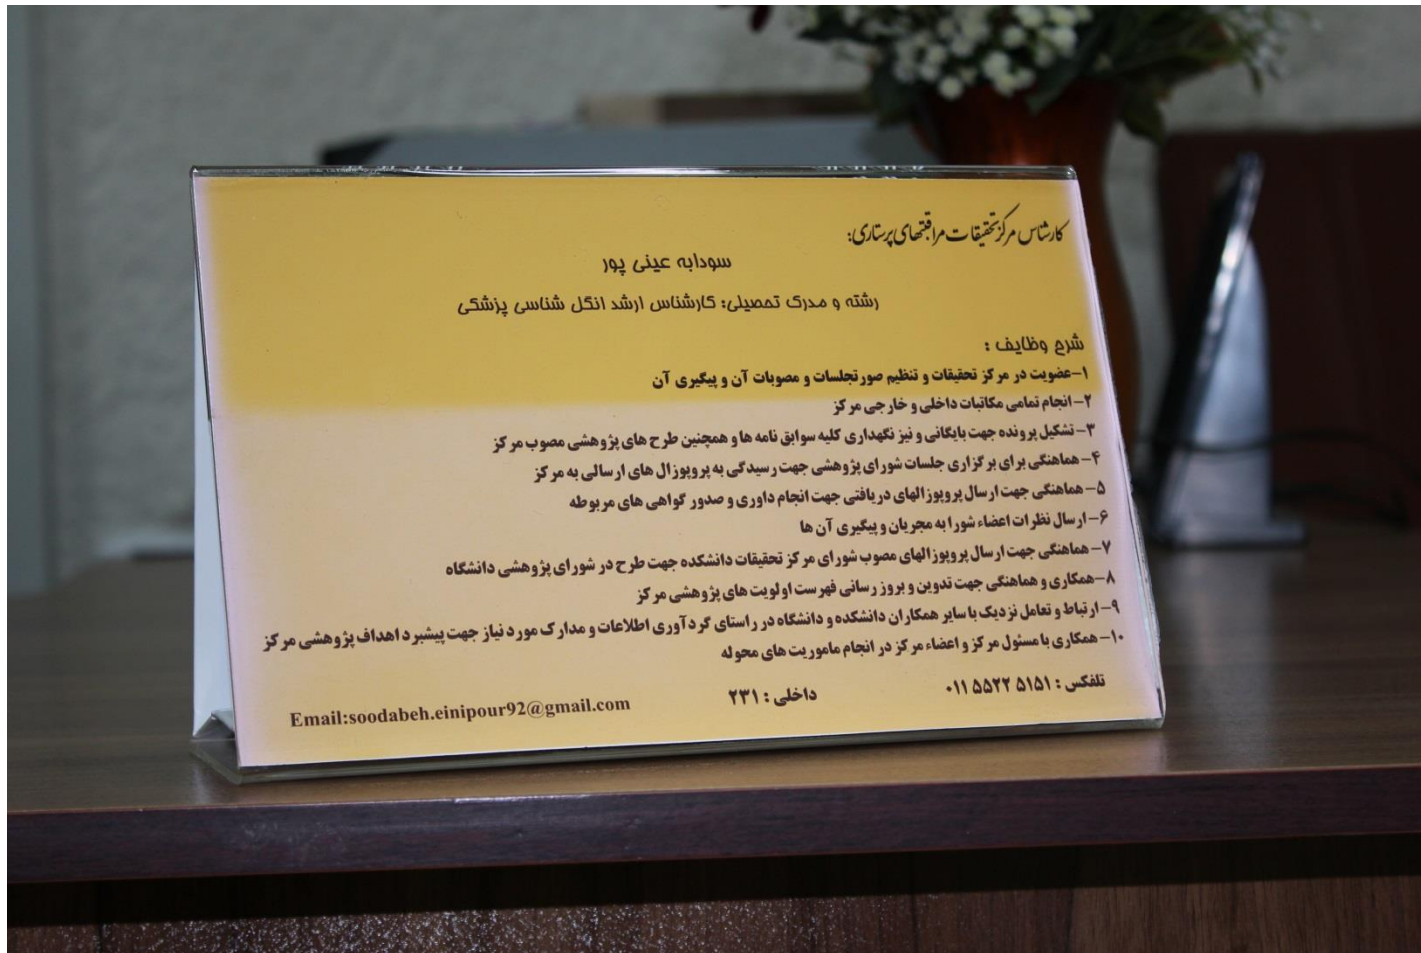 کارشناس مرکز تحقیقات مراقبتهای پرستاری:
سودابه عینی پور
رشته و مدرک تحصیلی: کارشناس ارشد انگل شناسی پزشکی
شرح وظایف :
۱-عضویت در مرکز تحقیقات و تنظیم صورتجلسات و مصوبات آن و پیگیری آن
۲- انجام تمامی مکاتبات داخلی و خارجی مرکز
۳- تشکیل پرونده جهت بایگانی و نیز نگهداری کلیه سوابق نامه ها و همچنین طرح های پژوهشی مصوب مرکز
۴- هماهنگی برای برگزاری جلسات شورای پژوهشی جهت رسیدگی به پروپوزال های ارسالی به مرکز
۵- هماهنگی جهت ارسال پروپوزالهای دریافتی جهت انجام داوری و صدور گواهی های مربوطه
۶- ارسال نظرات اعضاء شورا به مجریان و پیگیری آن ها
۷- هماهنگی جهت ارسال پروپوزالهای مصوب شورای مرکز تحقیقات دانشکده جهت طرح در شورای پژوهشی دانشگاه
۸-همکاری و هماهنگی جهت تدوین و بروز رسانی فهرست اولویت های پژوهشی مرکز
۹- ارتباط و تعامل نزدیک با سایر همکاران دانشکده و دانشگاه در راستای گردآوری اطلاعات و مدارک مورد نیاز جهت پیشبرد اهداف پژوهشی مرکز
۱۰- همکاری با مسئول مرکز و اعضاء مرکز در انجام ماموریت های محوله
تلفکس : ۰۱۱ ۵۵۲۲ ۵۱۵۱ داخلی : ۲۳۱ Email:soodabeh.einipour92@gmail.com